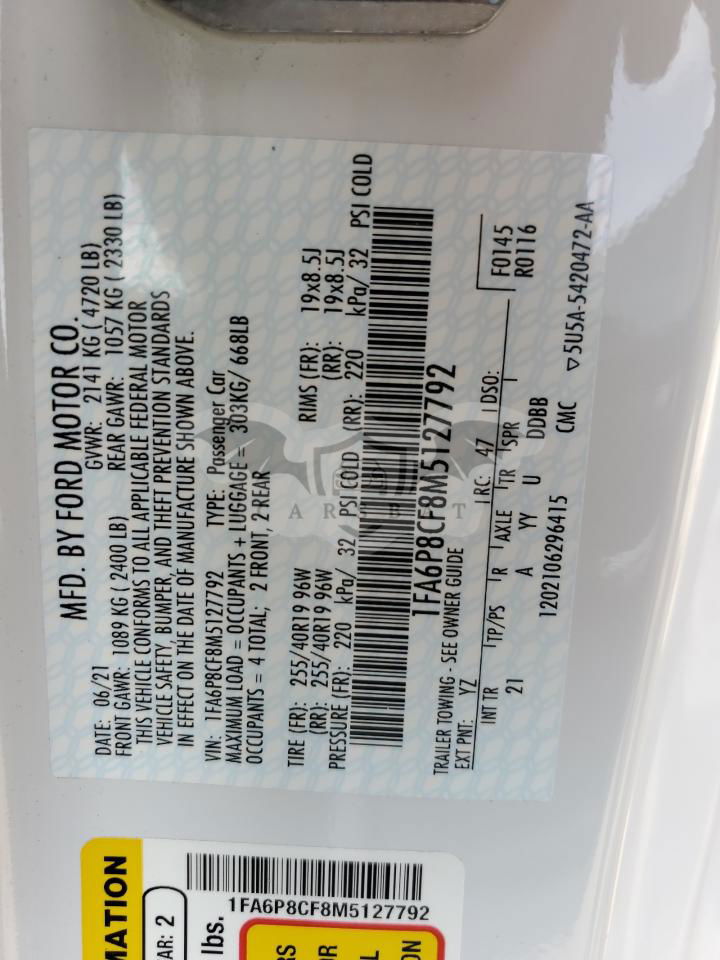 MFD. BY FORD MOTOR CO.
DATE: 06/21 GVWR: 2141 KG ( 4720 LB)
FRONT GAWR: 1089 KG ( 2400 LB) REAR GAWR: 1057 KG ( 2330 LB)
THIS VEHICLE CONFORMS TO ALL APPLICABLE FEDERAL MOTOR
VEHICLE SAFETY, BUMPER, AND THEFT PREVENTION STANDARDS
IN EFFECT ON THE DATE OF MANUFACTURE SHOWN ABOVE.
VIN: 1FA6P8CF8M5127792 TYPE: Passenger Car
MAXIMUM LOAD = OCCUPANTS + LUGGAGE = 303KG/ 668LB
OCCUPANTS = 4 TOTAL; 2 FRONT, 2 REAR
TIRE (FR): 255/40R19 96W RIMS (FR): 19x8.5J
(RR): 255/40R19 96W (RR): 19x8.5J
PRESSURE (FR): 220 kPa/ 32 PSI COLD (RR): 220 kPa/ 32 PSI COLD
1FA6P8CF8M5127792
TRAILER TOWING - SEE OWNER GUIDE
EXT PNT: YZ RC: 47 DSO: F0145
INT TR TP/PS R AXLE TR SPR R0116
21 A YY U DDBB
1202106296415 CMC ▽5U5A-5420472-AA
CARSBAT
MATION
AR: 2
lbs.
1FA6P8CF8M5127792
RS
OR
L
ON